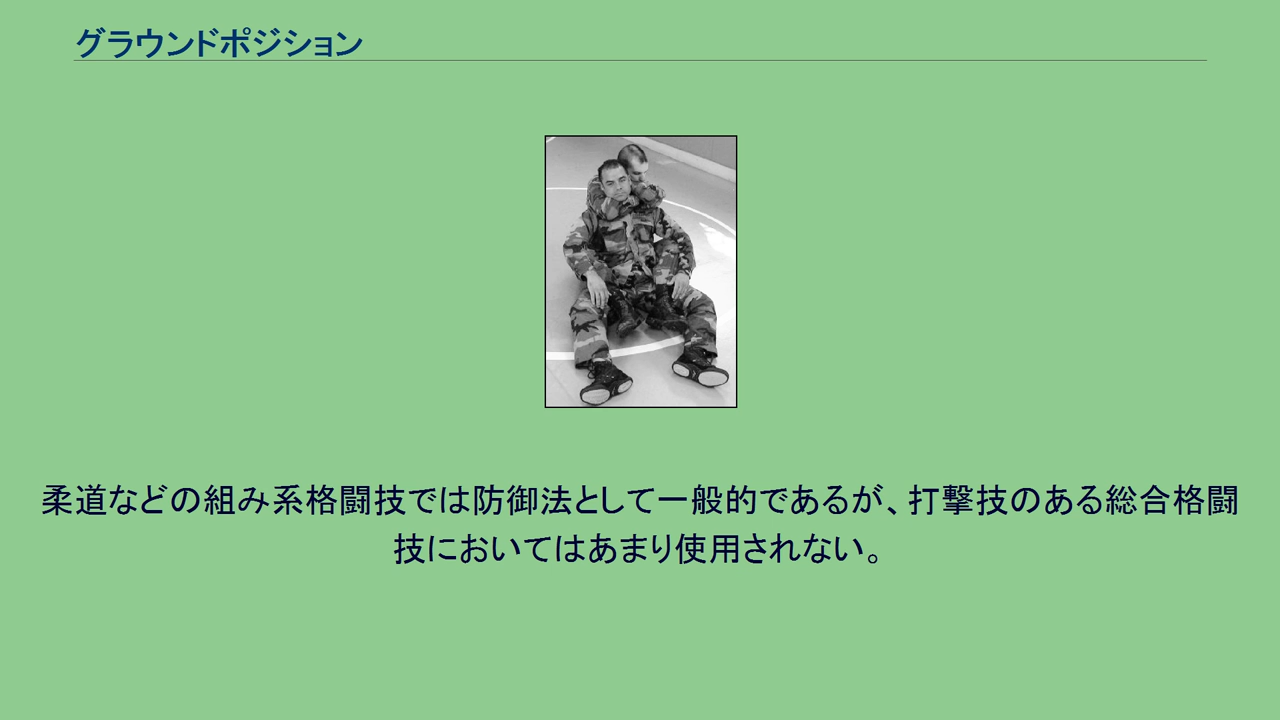 グラウンドポジション
柔道などの組み系格闘技では防御法として一般的であるが、打撃技のある総合格闘
技においてはあまり使用されない。